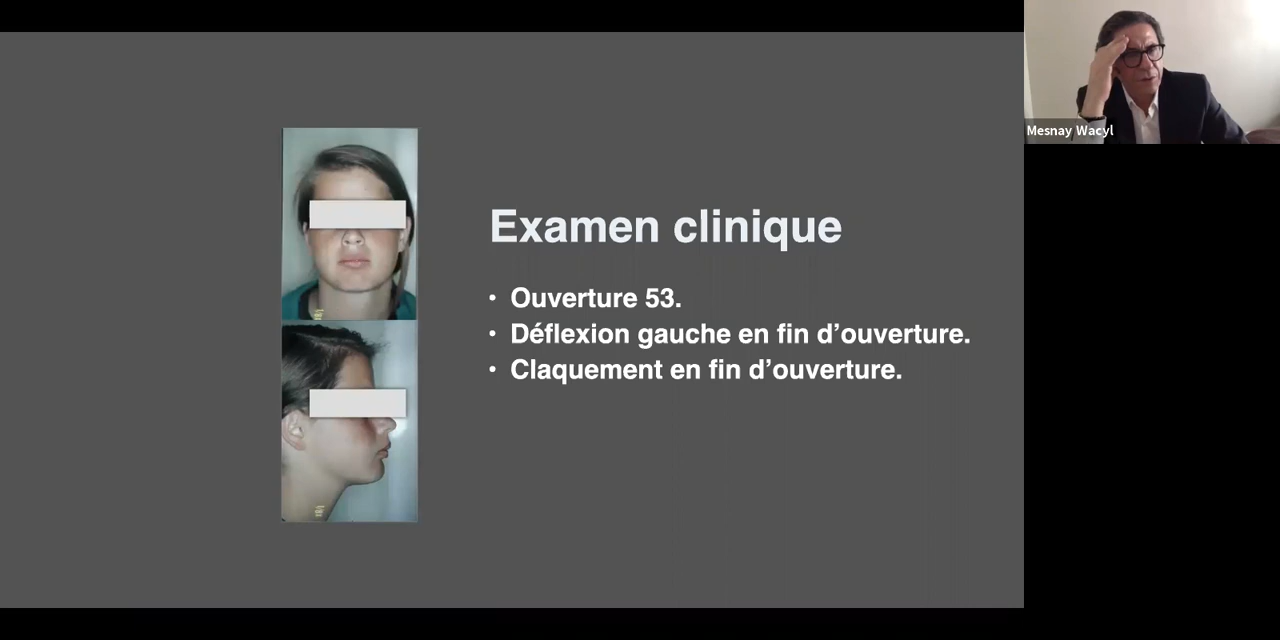 Examen clinique
• Ouverture 53.
• Déflexion gauche en fin d’ouverture.
• Claquement en fin d’ouverture.
Mesnay Wacyl